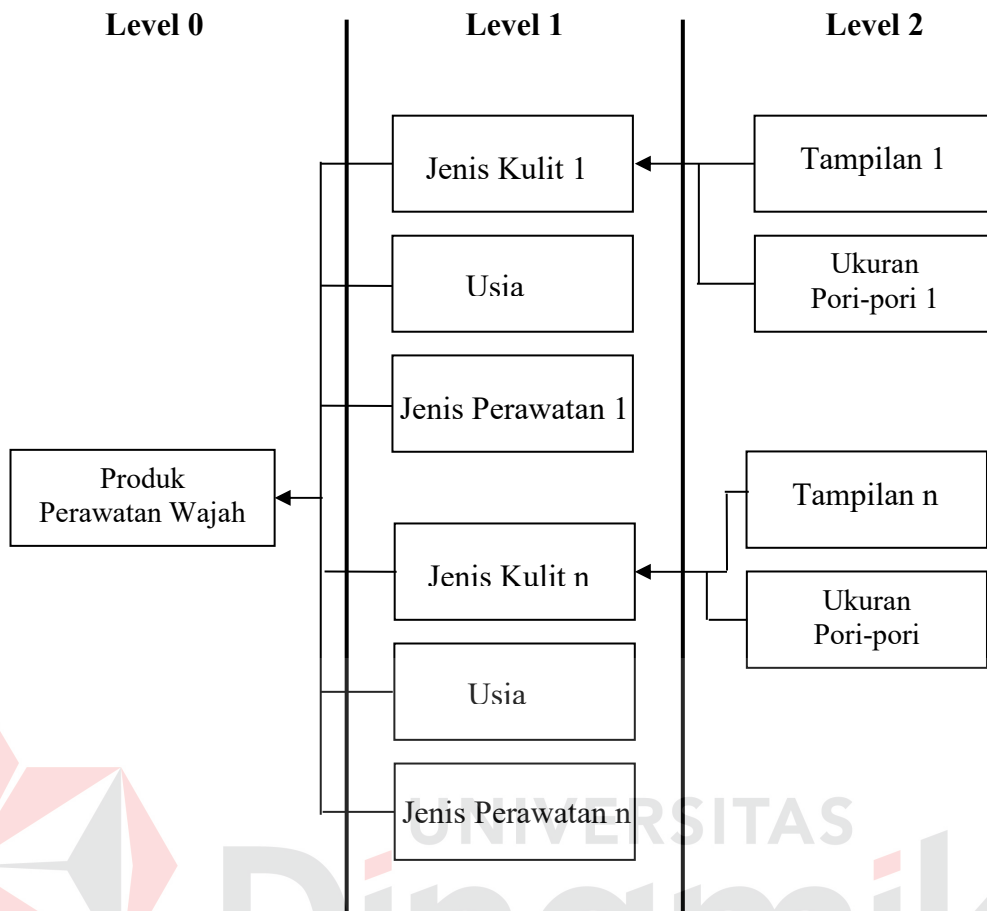 Level 0
Level 1
Level 2
Jenis Kulit 1
Tampilan 1
Usia
Ukuran
Pori-pori 1
Jenis Perawatan 1
Produk
Perawatan Wajah
Tampilan n
Jenis Kulit n
Ukuran
Pori-pori
Usia
Jenis Perawatan n
UNIVERSITAS